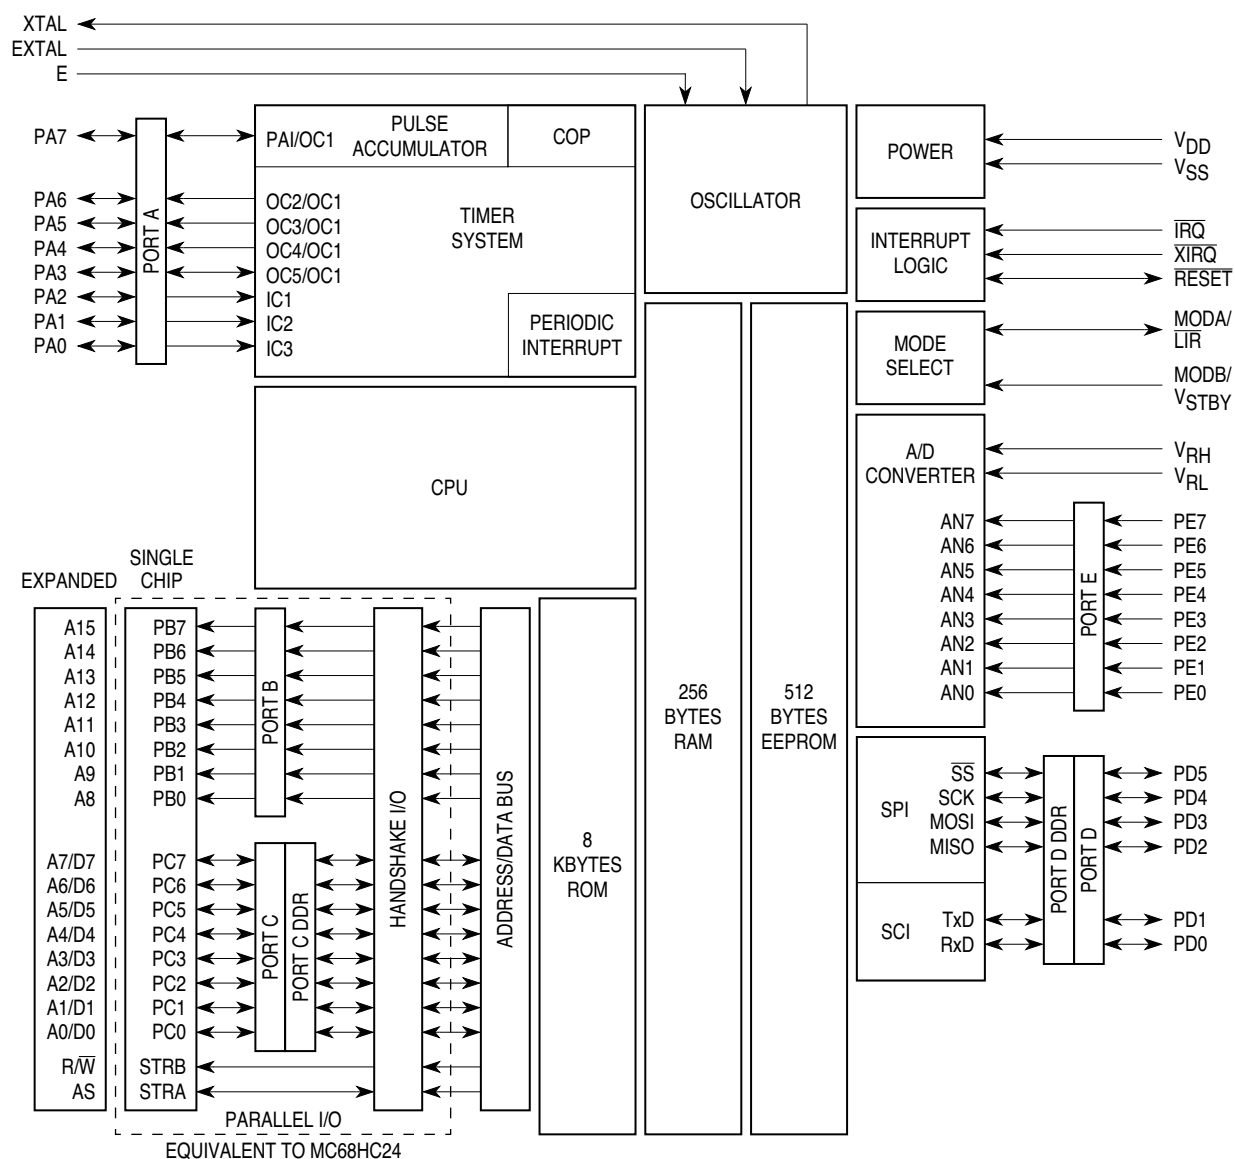 XTAL
EXTAL
E
PA7
PA6
PA5
PA4
PA3
PA2
PA1
PA0
PORT A
PAI/OC1
PULSE
ACCUMULATOR
COP
OC2/OC1
OC3/OC1
OC4/OC1
OC5/OC1
IC1
IC2
IC3
TIMER
SYSTEM
PERIODIC
INTERRUPT
OSCILLATOR
POWER
VDD
VSS
INTERRUPT
LOGIC
IRQ
XIRQ
RESET
MODE
SELECT
MODA/
LIR
MODB/
VSTBY
CPU
A/D
CONVERTER
VRH
VRL
AN7
AN6
AN5
AN4
AN3
AN2
AN1
AN0
PORT E
PE7
PE6
PE5
PE4
PE3
PE2
PE1
PE0
EXPANDED
SINGLE
CHIP
A15
A14
A13
A12
A11
A10
A9
A8
A7/D7
A6/D6
A5/D5
A4/D4
A3/D3
A2/D2
A1/D1
A0/D0
R/W
AS
PB7
PB6
PB5
PB4
PB3
PB2
PB1
PB0
PC7
PC6
PC5
PC4
PC3
PC2
PC1
PC0
STRB
STRA
PORT B
PORT C
PORT C DDR
HANDSHAKE I/O
ADDRESS/DATA BUS
8
KBYTES
ROM
256
BYTES
RAM
512
BYTES
EEPROM
SPI
SS
SCK
MOSI
MISO
SCI
TxD
RxD
PORT D DDR
PORT D
PD5
PD4
PD3
PD2
PD1
PD0
PARALLEL I/O
EQUIVALENT TO MC68HC24